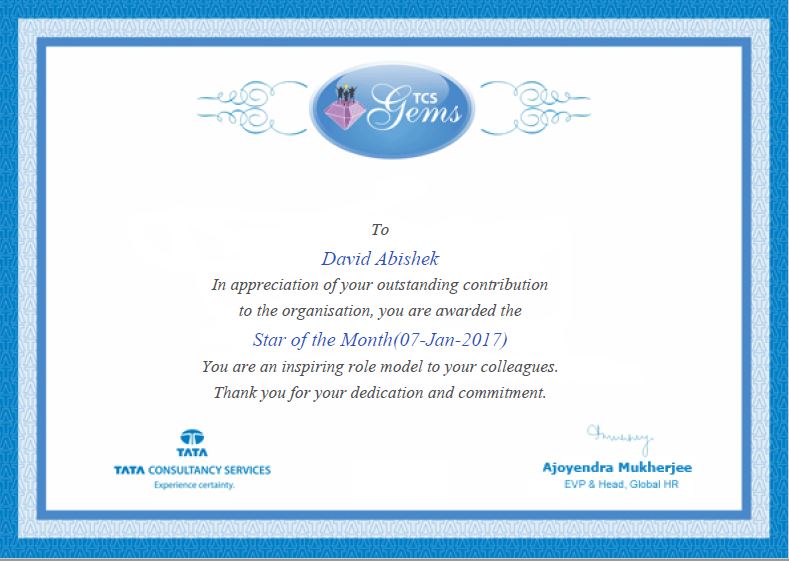 TCS
Gems
To
David Abishek
In appreciation of your outstanding contribution
to the organisation, you are awarded the
Star of the Month(07-Jan-2017)
You are an inspiring role model to your colleagues.
Thank you for your dedication and commitment.
TATA
TATA CONSULTANCY SERVICES
Experience certainty.
Ajoyendra Mukherjee
EVP & Head, Global HR